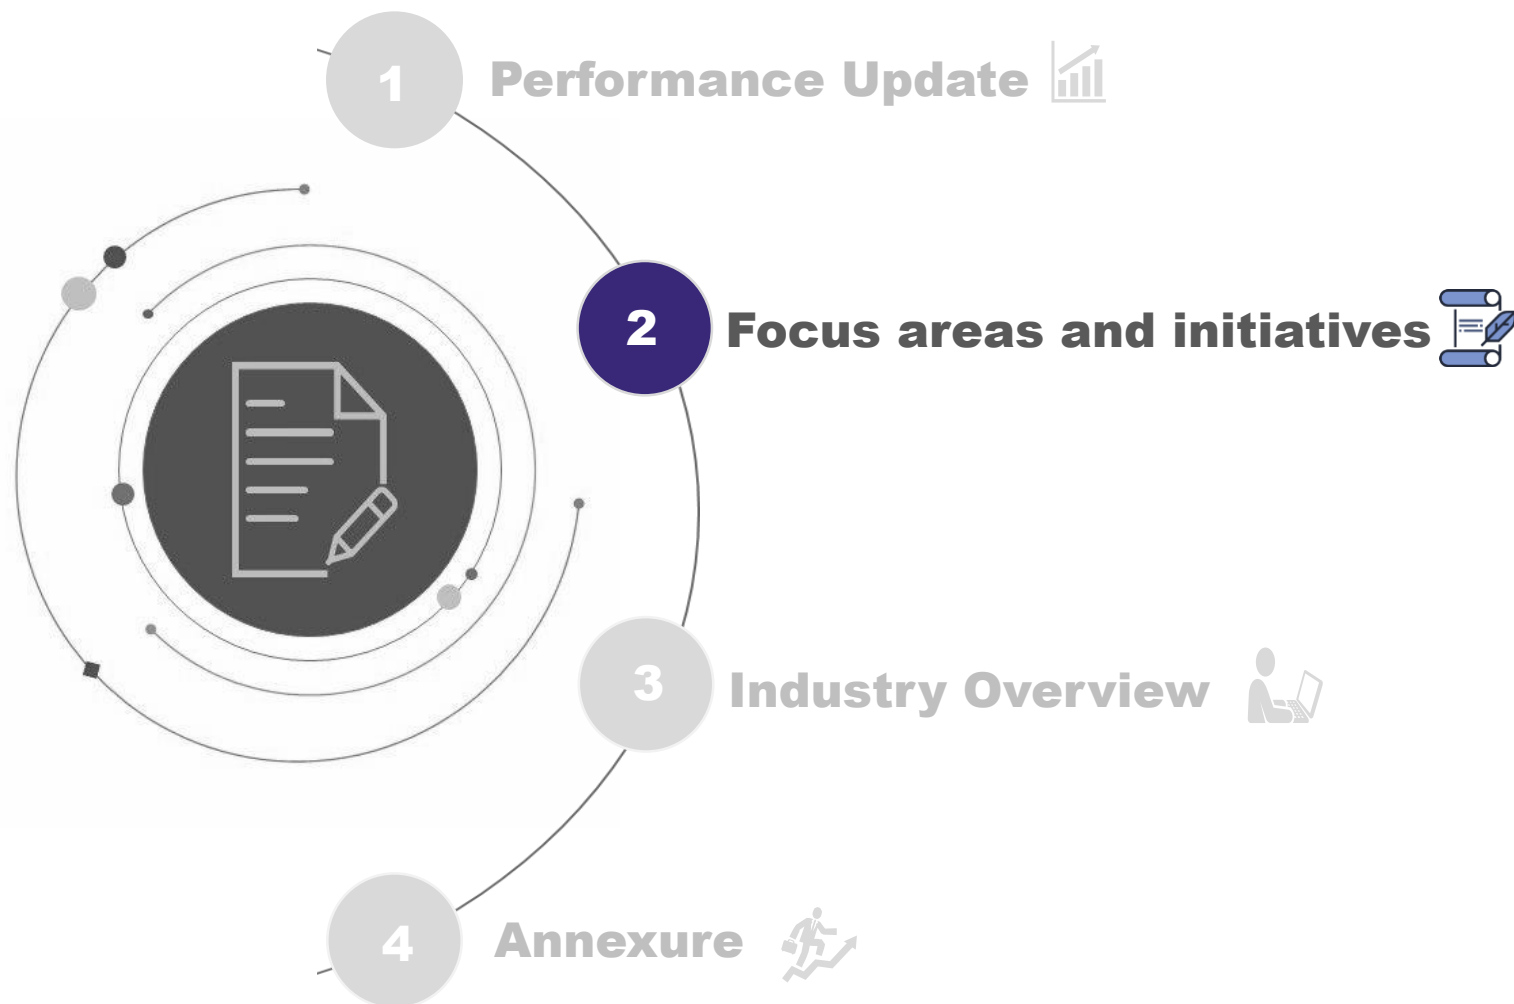 1 Performance Update
2 Focus areas and initiatives
3 Industry Overview
4 Annexure